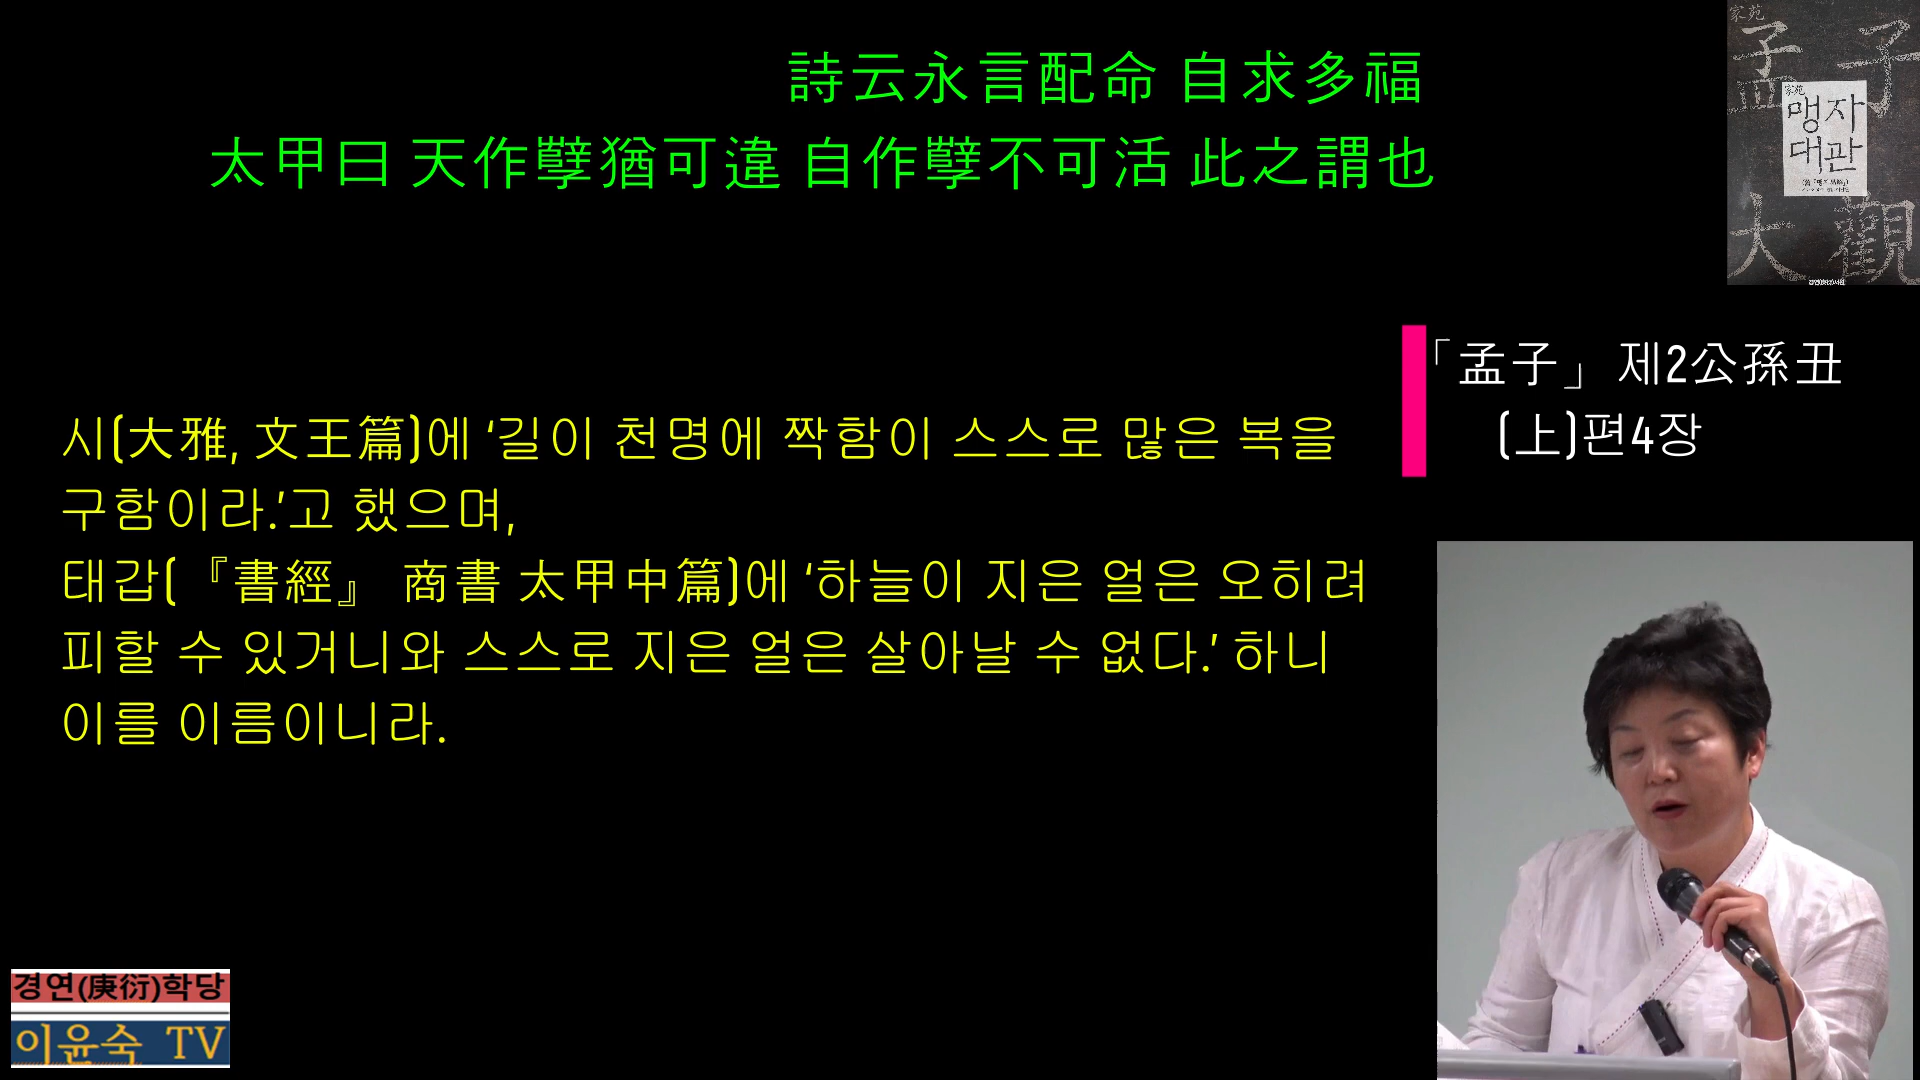 詩云永言配命 自求多福
太甲曰 天作孼猶可違 自作孼不可活 此之謂也
家苑
孟子
家苑
맹자
대관
大觀
「孟子」 제2公孫丑
(上)편4장
시(大雅, 文王篇)에 ‘길이 천명에 짝함이 스스로 많은 복을
구함이라.’고 했으며,
태갑(『書經』 商書 太甲中篇)에 ‘하늘이 지은 얼은 오히려
피할 수 있거니와 스스로 지은 얼은 살아날 수 없다.’ 하니
이를 이름이니라.
경연(庚衍)학당
이윤숙 TV